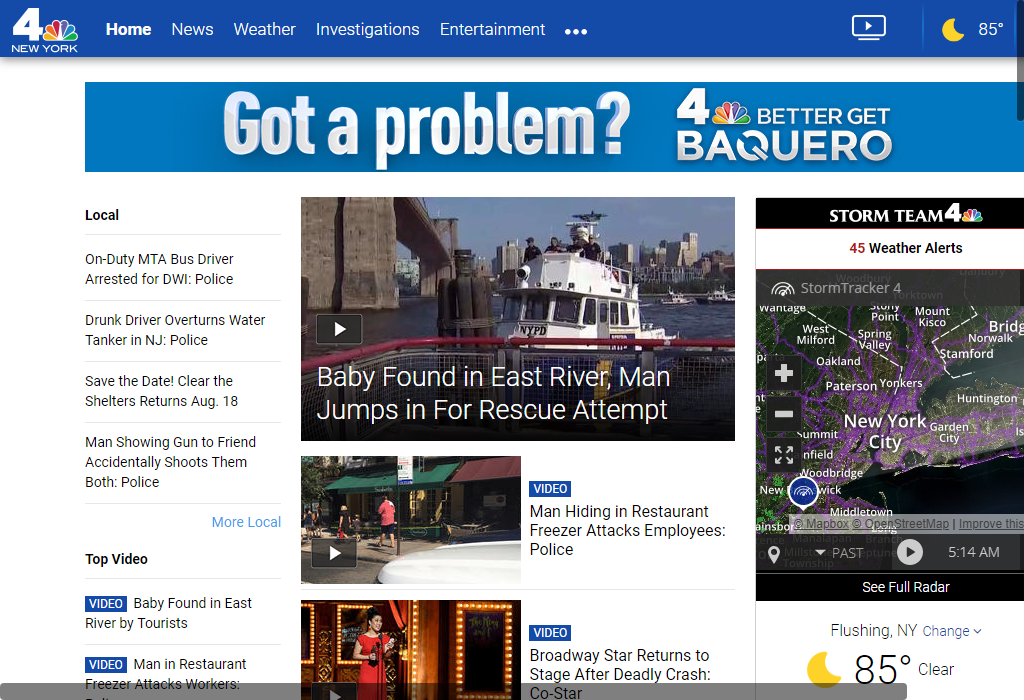 4
NEW YORK
Home News Weather Investigations Entertainment •••
85°
Got a problem?
4 BETTER GET
BAQUERO
Local
On-Duty MTA Bus Driver
Arrested for DWI: Police
Drunk Driver Overturns Water
Tanker in NJ: Police
Save the Date! Clear the
Shelters Returns Aug. 18
Man Showing Gun to Friend
Accidentally Shoots Them
Both: Police
More Local
Top Video
VIDEO Baby Found in East
River by Tourists
VIDEO Man in Restaurant
Freezer Attacks Workers:
NYPD
Baby Found in East River, Man
Jumps in For Rescue Attempt
VIDEO
Man Hiding in Restaurant
Freezer Attacks Employees:
Police
VIDEO
Broadway Star Returns to
Stage After Deadly Crash:
Co-Star
STORM TEAM 4
45 Weather Alerts
Danbury
Woodbury
StormTracker 4
Yorktown
Wantage
Stony
Point
Mount
Kisco
West
Milford
Spring
Valley
Bridg
Norwalk
Stamford
Oakland
Paterson
Yonkers
Huntington
New York
City
Garden
City
Is
Summit
nfield
Woodbridge
New
wick
Middletown
ainsbor
© Mapbox © OpenStreetMap | Improve this
Manalapan
Branch
Township
PAST
5:14 AM
See Full Radar
Flushing, NY Change
85° Clear